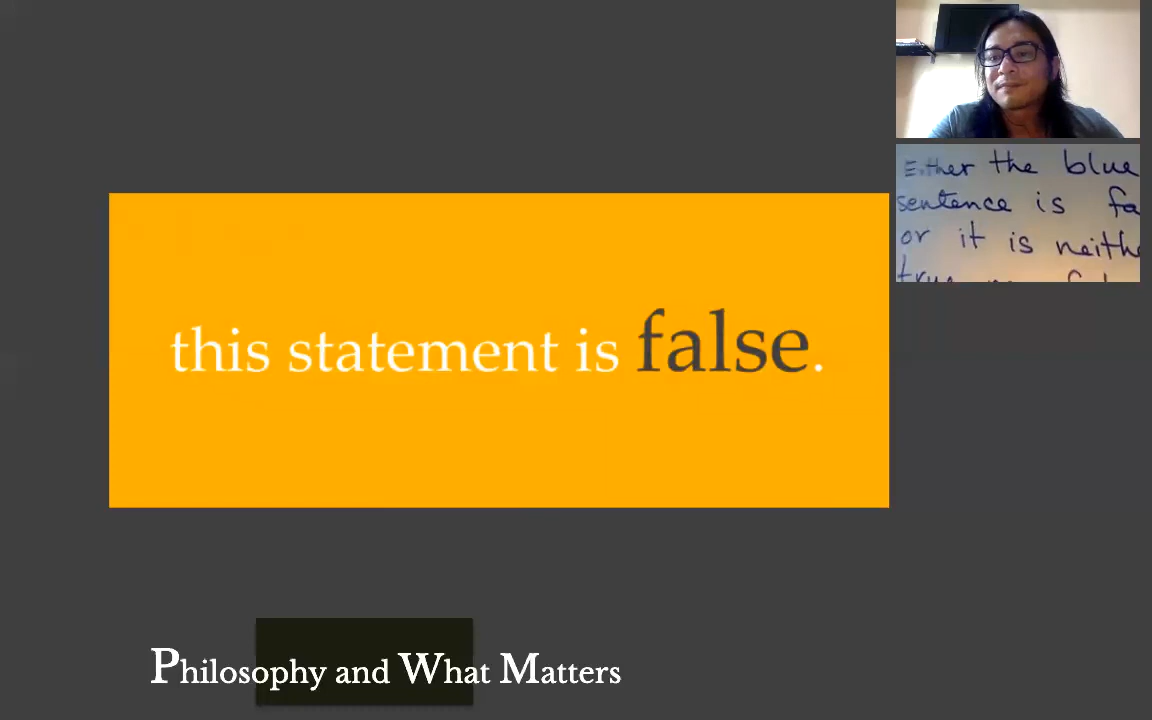 this statement is false.
Either the blue
sentence is
or it is
Philosophy and What Matters